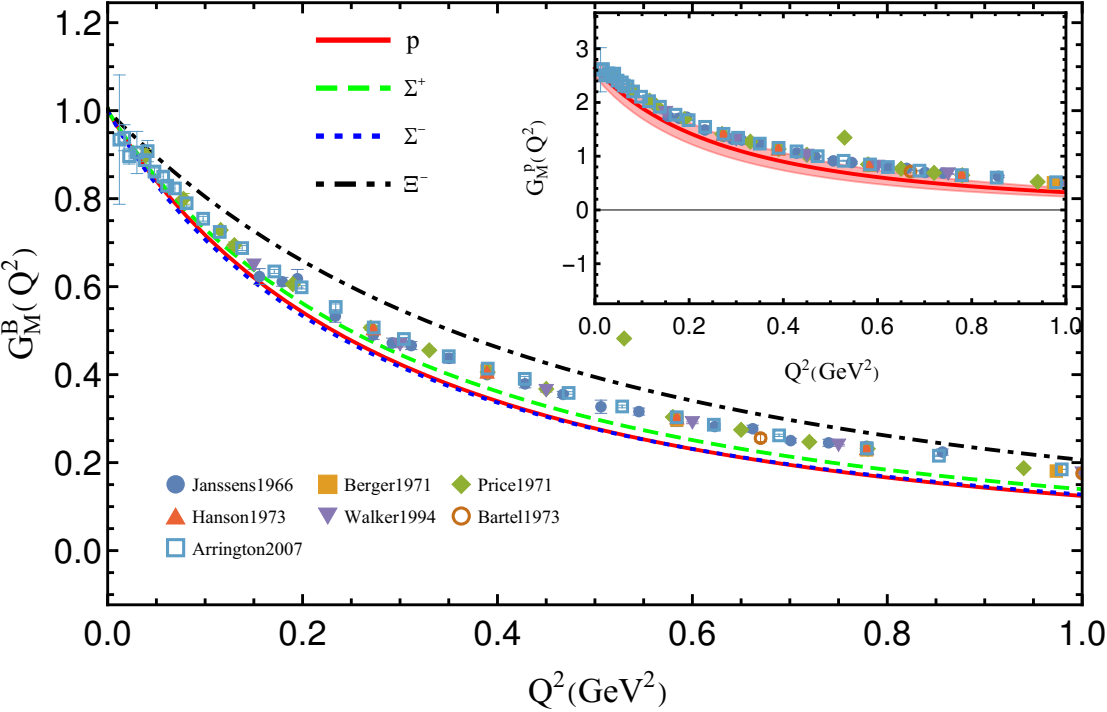 G_M^B(Q²)
1.2
1.0
0.8
0.6
0.4
0.2
0.0
p
Σ⁺
Σ⁻
Ξ⁻
G_M^p(Q²)
3
2
1
0
−1
0.0 0.2 0.4 0.6 0.8 1.0
Q²(GeV²)
Janssens1966 Berger1971 Price1971
Hanson1973 Walker1994 Bartel1973
Arrington2007
0.0 0.2 0.4 0.6 0.8 1.0
Q²(GeV²)